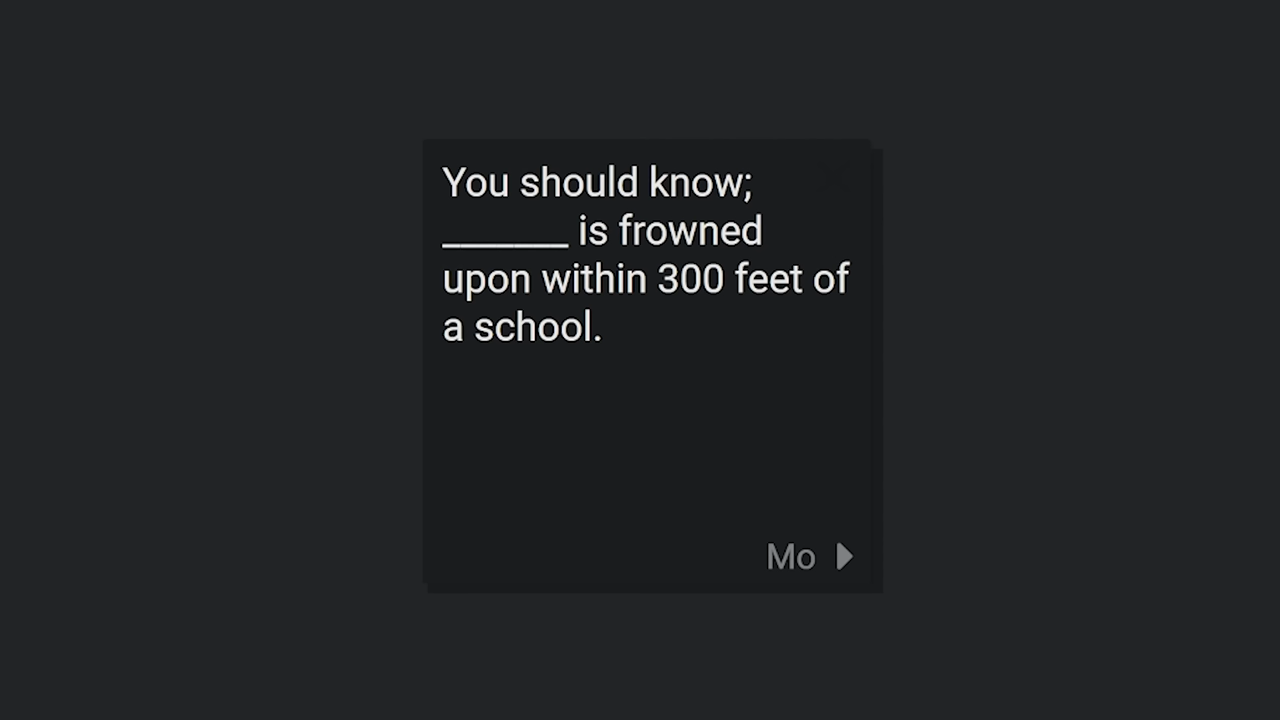 You should know;
_______ is frowned
upon within 300 feet of
a school.
Mo